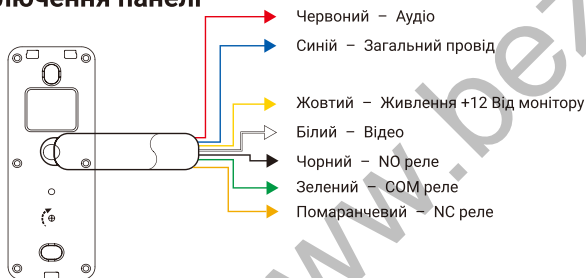 лючення панелі
Червоний – Аудіо
Синій – Загальний провід
Жовтий – Живлення +12 Від монітору
Білий – Відео
Чорний – NO реле
Зелений – COM реле
Помаранчевий – NC реле
www.bez